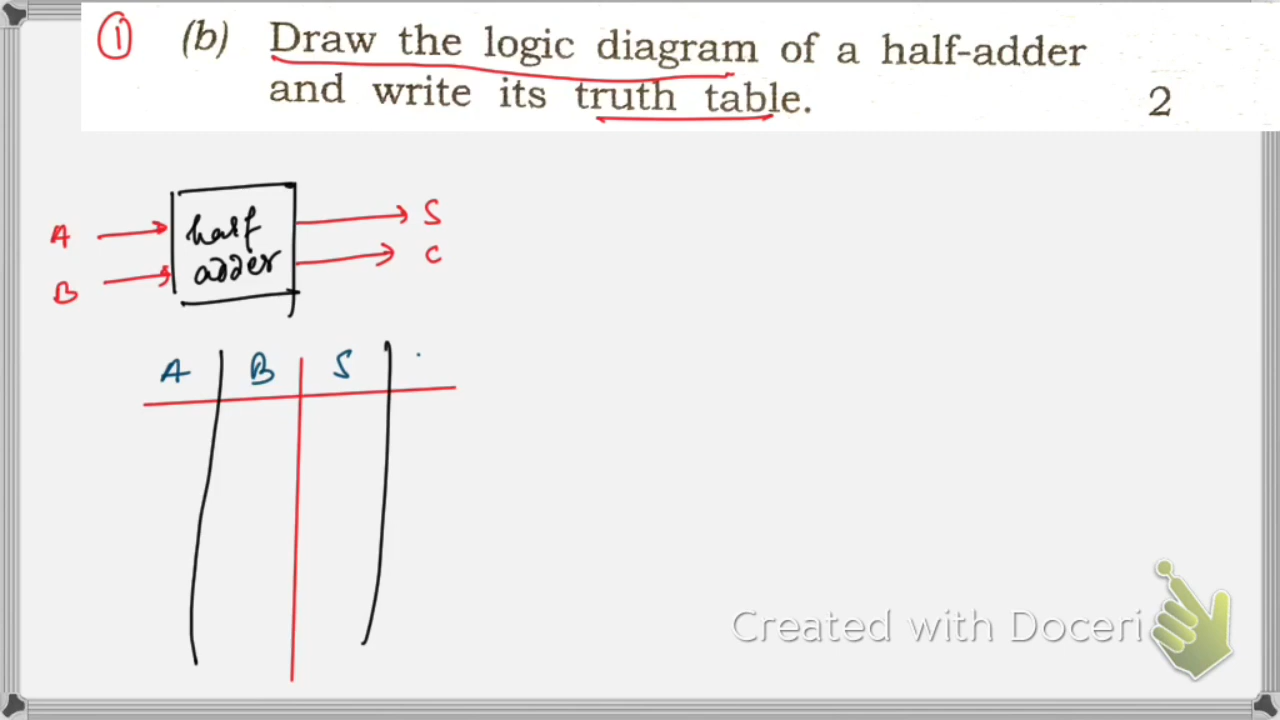 ① (b) Draw the logic diagram of a half-adder
and write its truth table. 2
A half S
B adder C
A B S
Created with Doceri